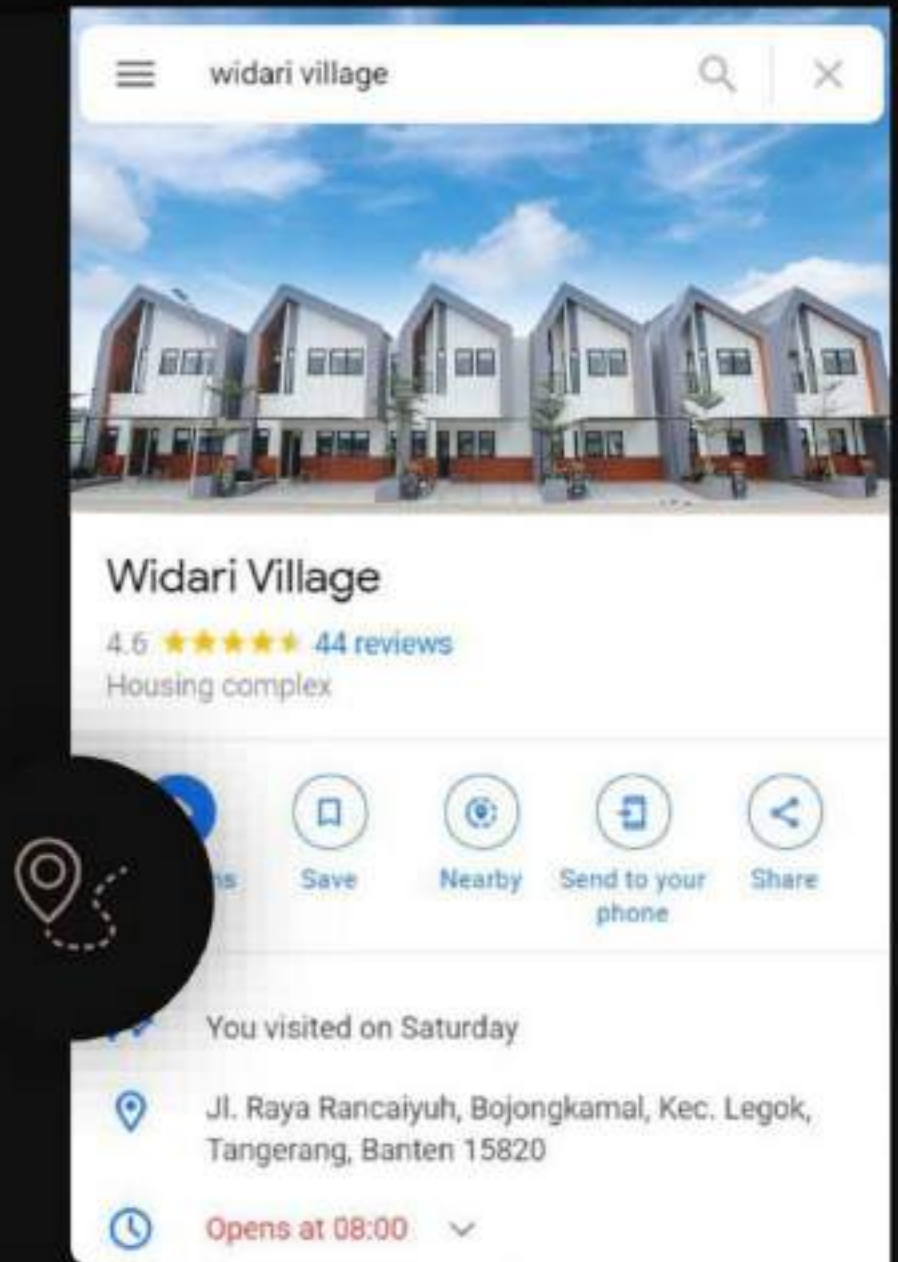 widari village
Widari Village
4.6 44 reviews
Housing complex
ns
Save
Nearby
Send to your
phone
Share
You visited on Saturday
Jl. Raya Rancaiyuh, Bojongkamal, Kec. Legok,
Tangerang, Banten 15820
Opens at 08:00